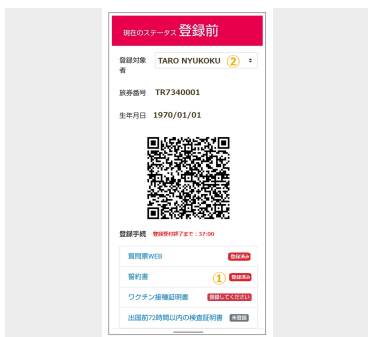 現在のステータス 登録前
登録対象者 TARO NYUKOKU ②
旅券番号 TR7340001
生年月日 1970/01/01
登録手続 登録受付終了まで：37:00
質問票WEB 登録済み
誓約書 ① 登録済み
ワクチン接種証明書 登録してください
出国前72時間以内の検査証明書 未登録